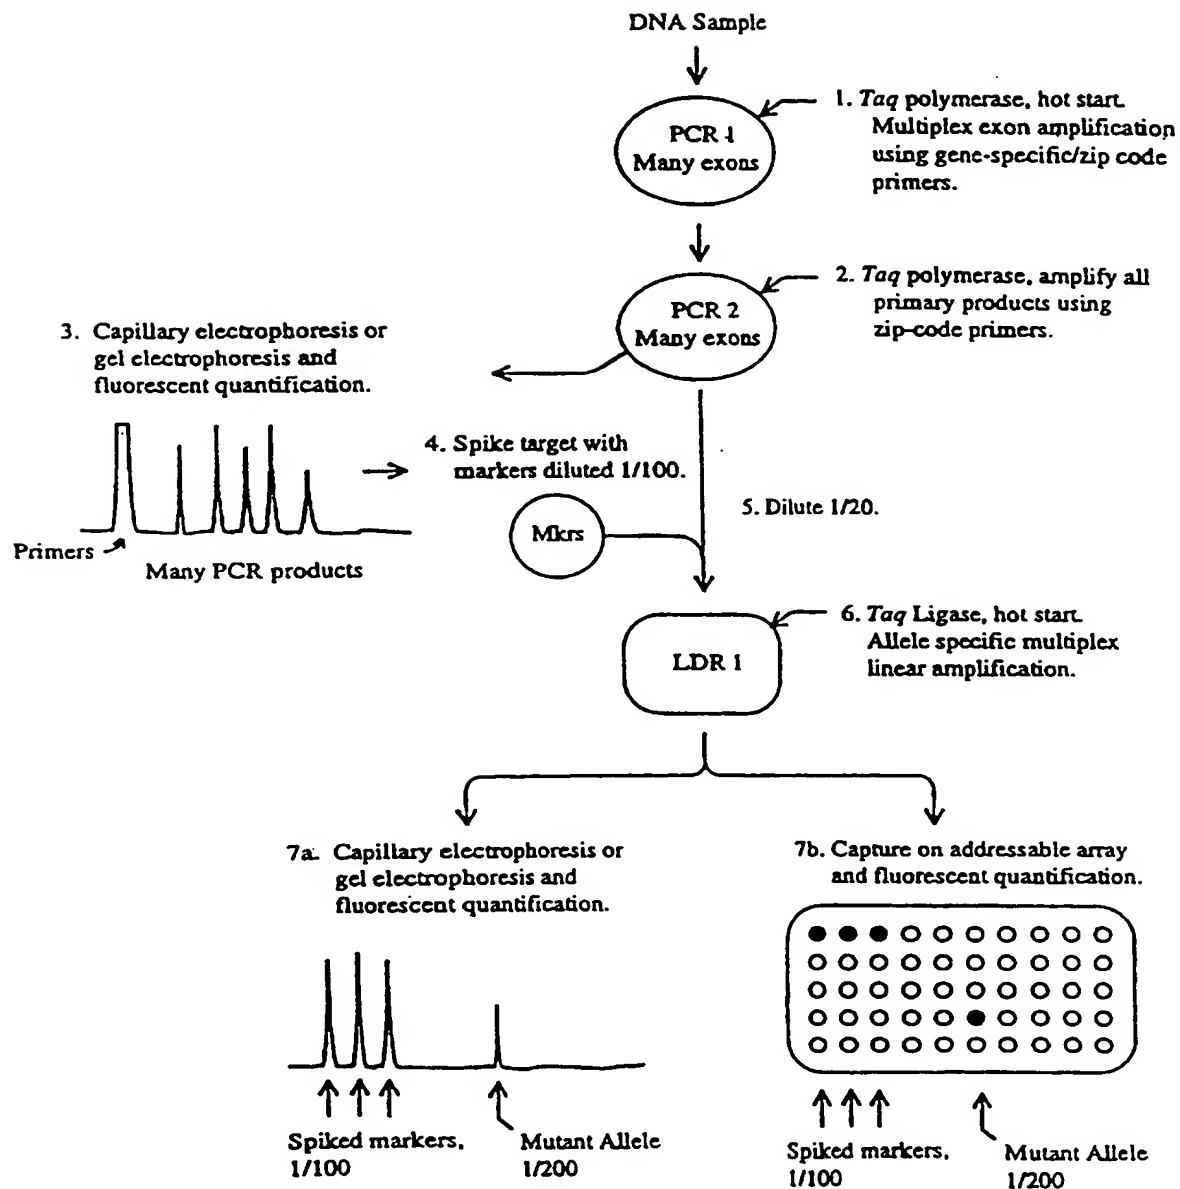 DNA Sample
PCR 1
Many exons
1. Taq polymerase, hot start.
Multiplex exon amplification
using gene-specific/zip code
primers.
PCR 2
Many exons
2. Taq polymerase, amplify all
primary products using
zip-code primers.
3. Capillary electrophoresis or
gel electrophoresis and
fluorescent quantification.
Primers
Many PCR products
4. Spike target with
markers diluted 1/100.
Mkrs
5. Dilute 1/20.
LDR 1
6. Taq Ligase, hot start.
Allele specific multiplex
linear amplification.
7a. Capillary electrophoresis or
gel electrophoresis and
fluorescent quantification.
Spiked markers,
1/100
Mutant Allele
1/200
7b. Capture on addressable array
and fluorescent quantification.
Spiked markers,
1/100
Mutant Allele
1/200